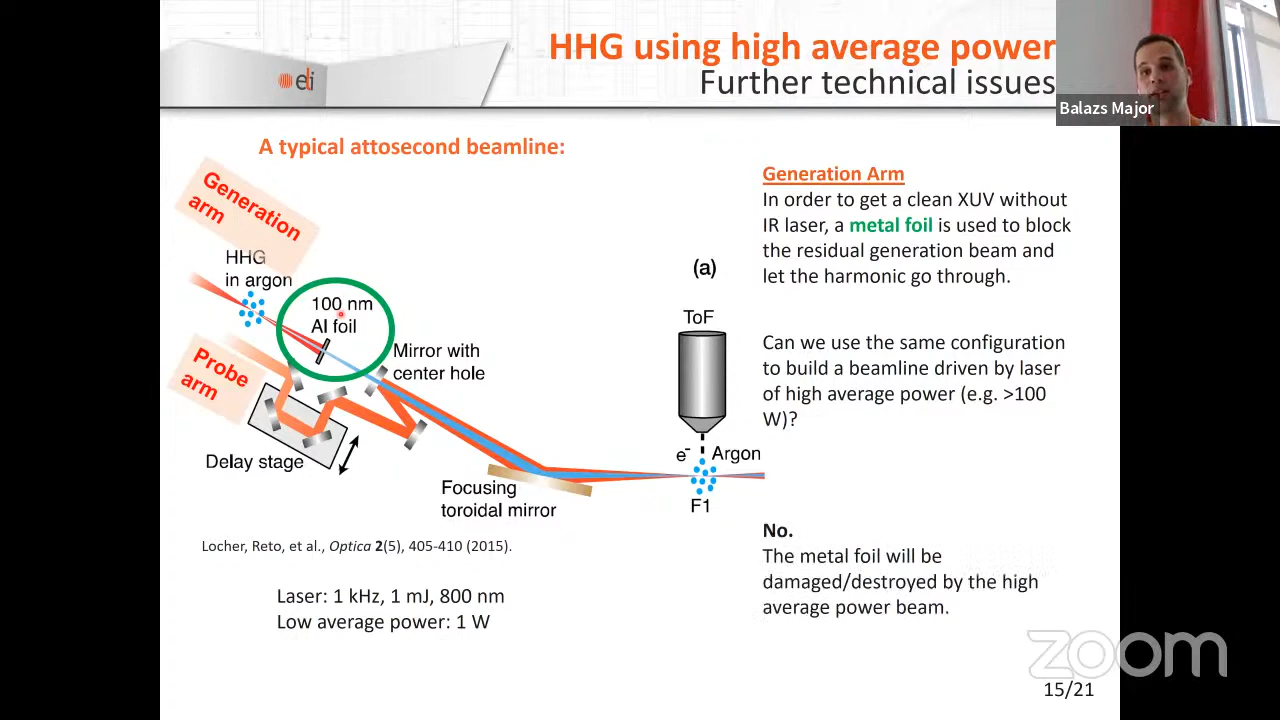 HHG using high average power
Further technical issues
eli
Balazs Major
A typical attosecond beamline:
Generation
arm
HHG
in argon
100 nm
Al foil
Probe
arm
Mirror with
center hole
Delay stage
Focusing
toroidal mirror
(a)
ToF
e-
Argon
F1
Locher, Reto, et al., Optica 2(5), 405-410 (2015).
Laser: 1 kHz, 1 mJ, 800 nm
Low average power: 1 W
Generation Arm
In order to get a clean XUV without
IR laser, a metal foil is used to block
the residual generation beam and
let the harmonic go through.
Can we use the same configuration
to build a beamline driven by laser
of high average power (e.g. >100
W)?
No.
The metal foil will be
damaged/destroyed by the high
average power beam.
zoom
15/21